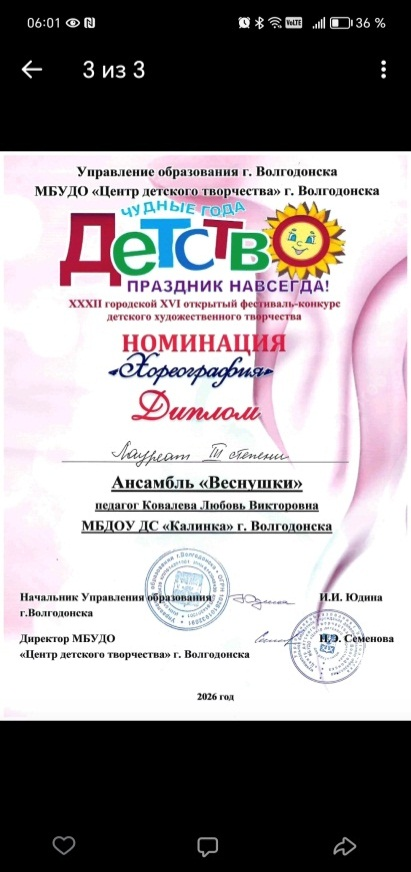 06:01
VoLTE
36 %
3 из 3
Управление образования г. Волгодонска
МБУДО «Центр детского творчества» г. Волгодонска
ЧУДНЫЕ ГОДА
ДЕТСТВО
ПРАЗДНИК НАВСЕГДА!
XXXII городской XVI открытый фестиваль-конкурс
детского художественного творчества
НОМИНАЦИЯ
«Хореография»
Диплом
Лауреат III степени
Ансамбль «Веснушки»
педагог Ковалева Любовь Викторовна
МБДОУ ДС «Калинка» г. Волгодонска
Начальник Управления образования И.И. Юдина
г.Волгодонска
Директор МБУДО Н.Э. Семенова
«Центр детского творчества» г. Волгодонска
2026 год